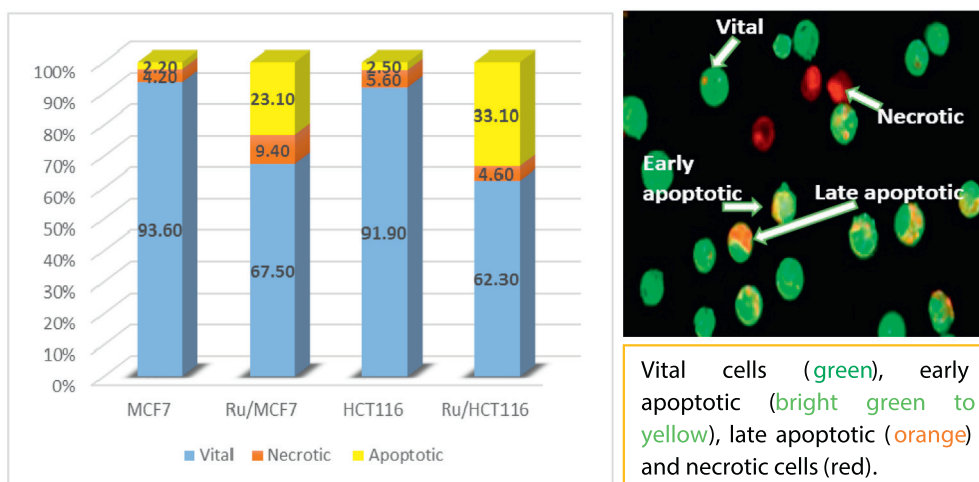 100%
90%
80%
70%
60%
50%
40%
30%
20%
10%
0%
2.20
4.20
93.60
23.10
9.40
67.50
2.50
5.60
91.90
33.10
4.60
62.30
MCF7 Ru/MCF7 HCT116 Ru/HCT116
Vital Necrotic Apoptotic
Vital
Necrotic
Early
apoptotic
Late apoptotic
Vital cells (green), early
apoptotic (bright green to
yellow), late apoptotic (orange)
and necrotic cells (red).